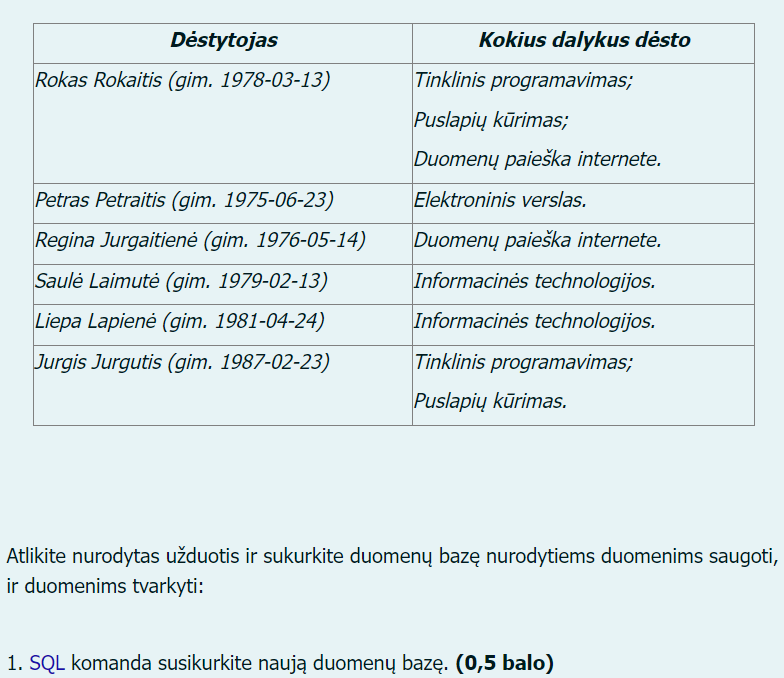 Dėstytojas Kokius dalykus dėsto
Rokas Rokaitis (gim. 1978-03-13) Tinklinis programavimas;
Puslapių kūrimas;
Duomenų paieška internete.
Petras Petraitis (gim. 1975-06-23) Elektroninis verslas.
Regina Jurgaitienė (gim. 1976-05-14) Duomenų paieška internete.
Saulė Laimutė (gim. 1979-02-13) Informacinės technologijos.
Liepa Lapienė (gim. 1981-04-24) Informacinės technologijos.
Jurgis Jurgutis (gim. 1987-02-23) Tinklinis programavimas;
Puslapių kūrimas.
Atlikite nurodytas užduotis ir sukurkite duomenų bazę nurodytiems duomenims saugoti,
ir duomenims tvarkyti:
1. SQL komanda susikurkite naują duomenų bazę. (0,5 balo)